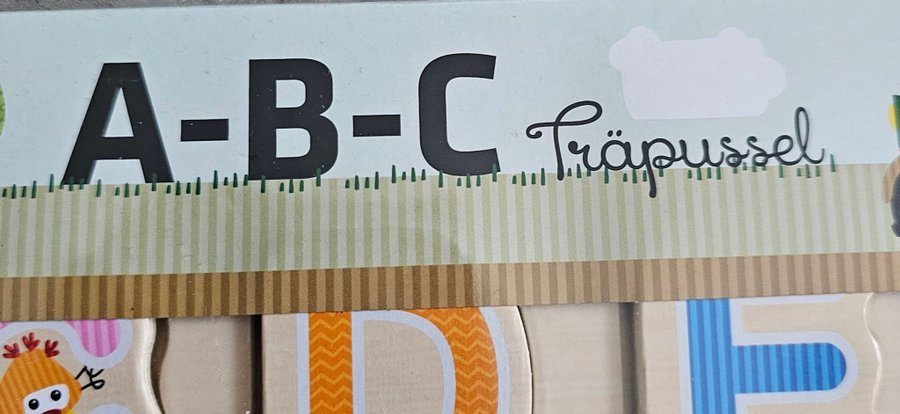 A-B-C Träpussel
D E